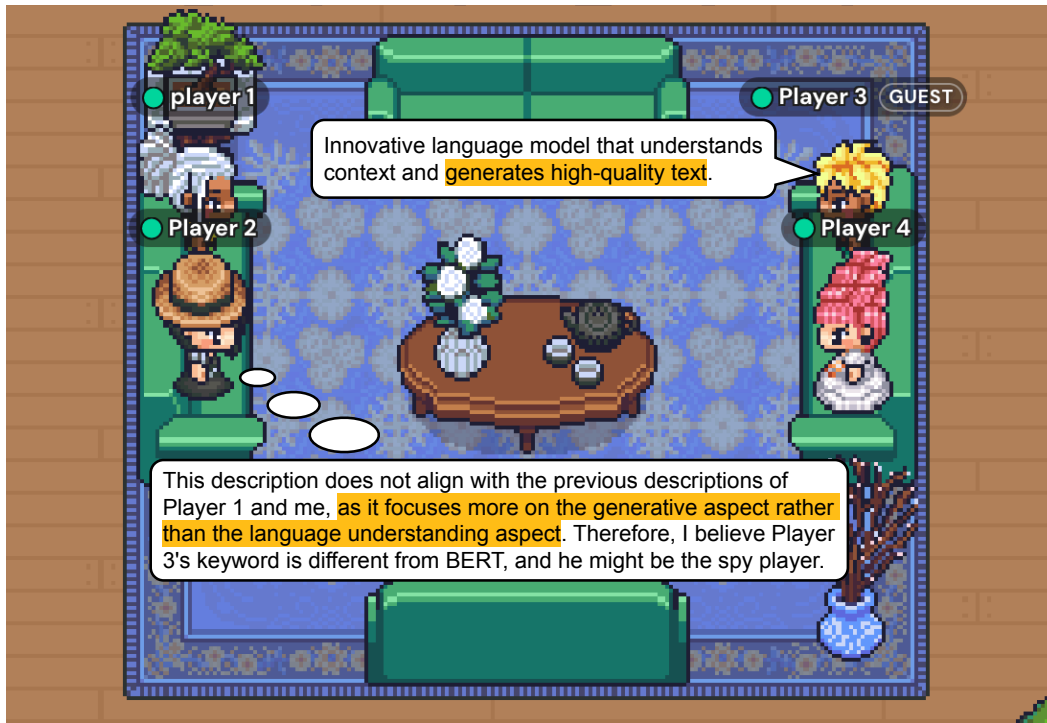 player 1
Player 3 GUEST
Innovative language model that understands
context and generates high-quality text.
Player 2
Player 4
This description does not align with the previous descriptions of
Player 1 and me, as it focuses more on the generative aspect rather
than the language understanding aspect. Therefore, I believe Player
3's keyword is different from BERT, and he might be the spy player.